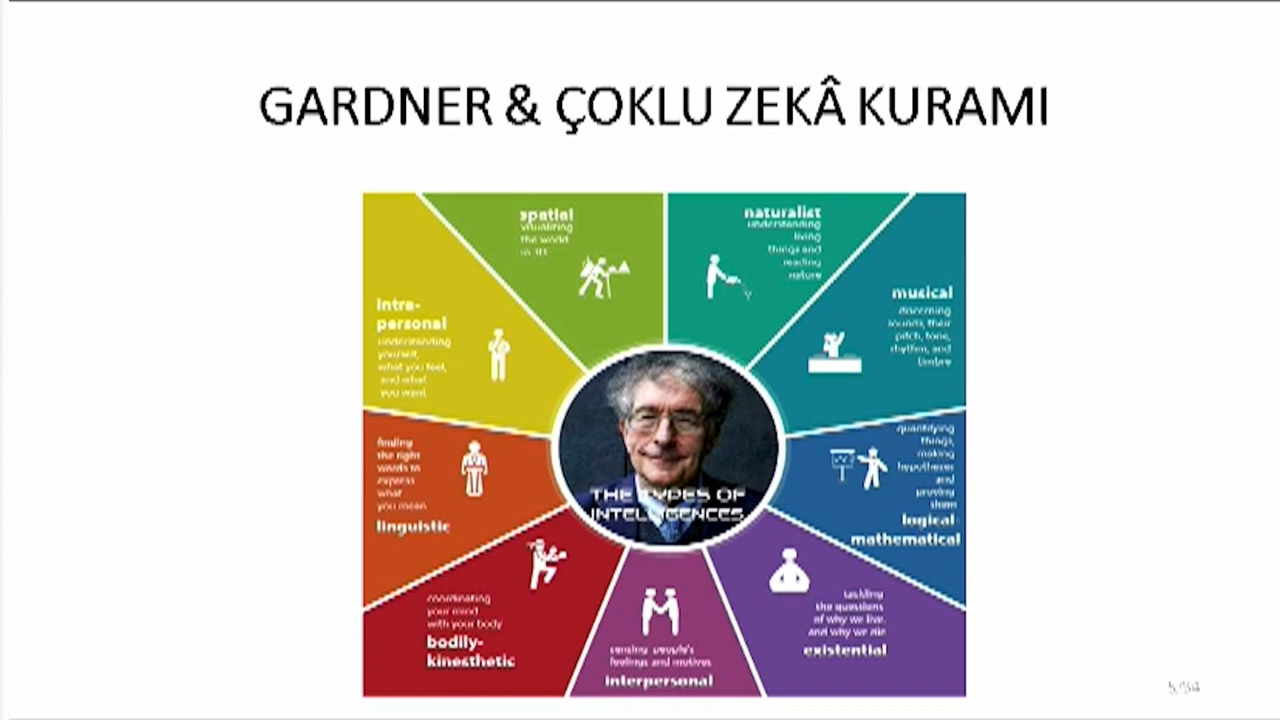 GARDNER & ÇOKLU ZEKÂ KURAMI
spatial
visualizing
the world
in 3D
naturalist
understanding
living
things and
reading
nature
musical
discerning
sounds, their
pitch, tone,
rhythm, and
timbre
intra-
personal
understanding
yourself,
what you feel,
and what
you want
quantifying
things,
making
hypotheses
and
proving
them
logical
mathematical
finding
the right
words to
express
what
you mean
linguistic
THE TYPES OF
INTELLIGENCES
coordinating
your mind
with your body
bodily-
kinesthetic
sensing people's
feelings and motives
interpersonal
tackling
the questions
of why we live,
and why we die
existential